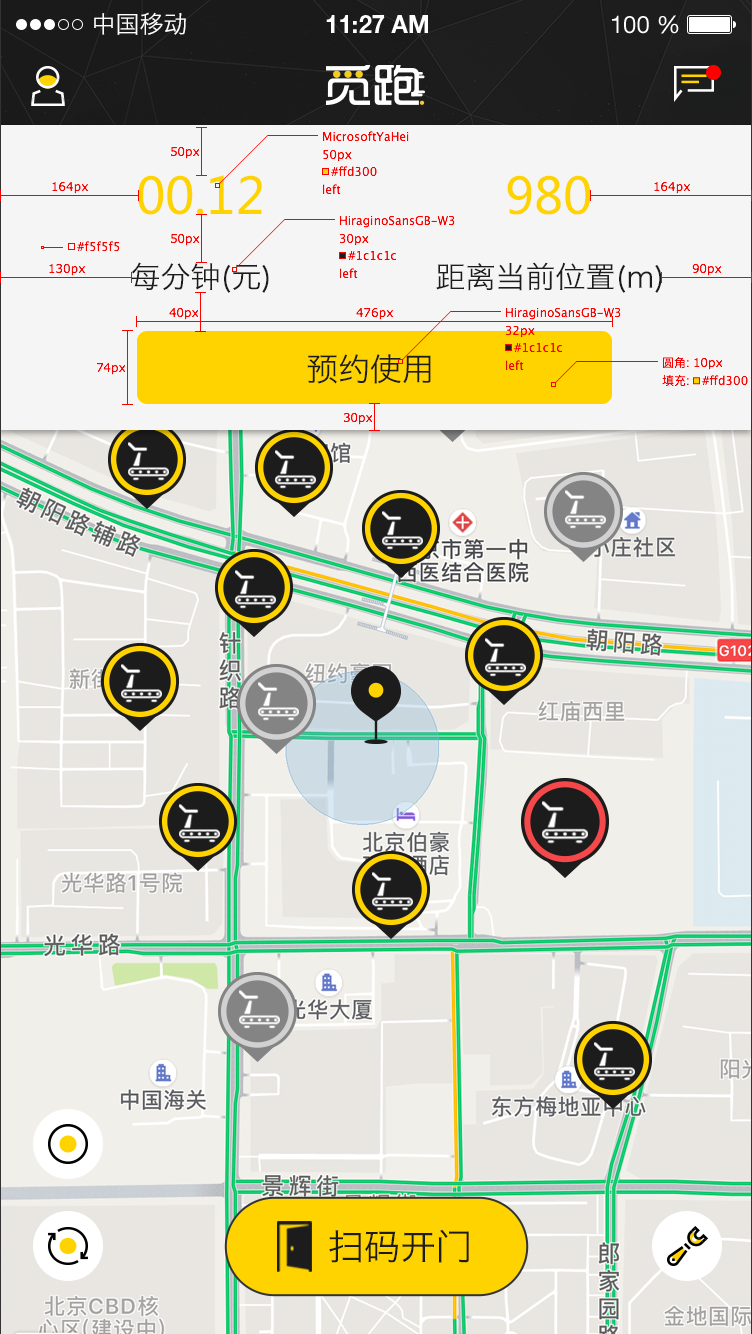 中国移动 11:27 AM 100 %
觅跑
MicrosoftYaHei
50px
50px
#ffd300
left
164px
00.12
980
164px
HiraginoSansGB-W3
50px
30px
#f5f5f5
#1c1c1c
left
130px
每分钟(元)
距离当前位置(m)
90px
40px
476px
HiraginoSansGB-W3
32px
#1c1c1c
left
74px
预约使用
圆角: 10px
填充: #ffd300
30px
馆
朝阳路辅路
京市第一中
西医结合医院
小庄社区
针织路
朝阳路
G102
新街
纽约豪园
红庙西里
北京伯豪
酒店
光华路1号院
光华路
光华大厦
中国海关
阳光
东方梅地亚中心
景辉街
扫码开门
郎家园路
北京CBD核
心区(建设中)
金地国际